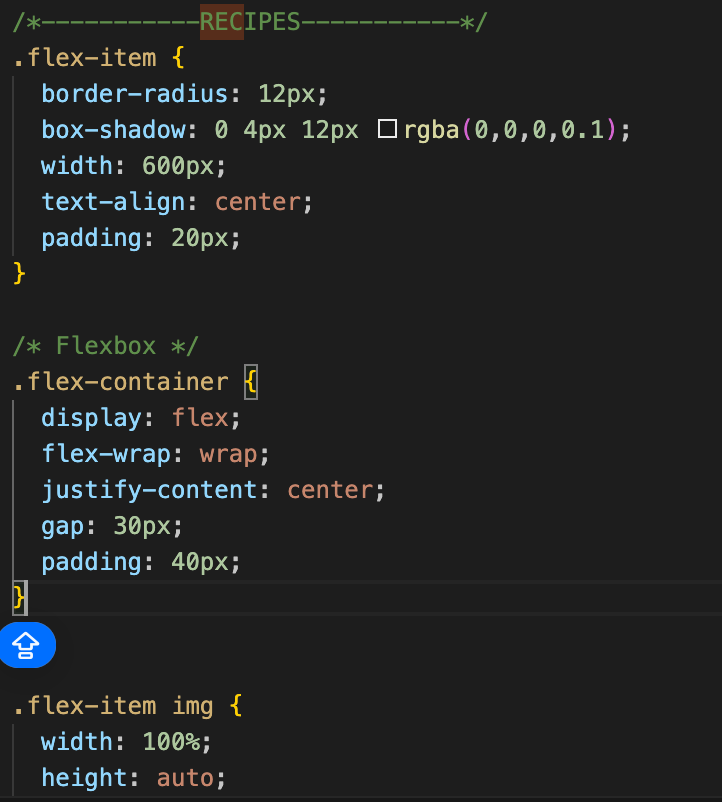 /*-----------RECIPES-----------*/
.flex-item {
  border-radius: 12px;
  box-shadow: 0 4px 12px rgba(0,0,0,0.1);
  width: 600px;
  text-align: center;
  padding: 20px;
}
/* Flexbox */
.flex-container {
  display: flex;
  flex-wrap: wrap;
  justify-content: center;
  gap: 30px;
  padding: 40px;
}
.flex-item img {
  width: 100%;
  height: auto;